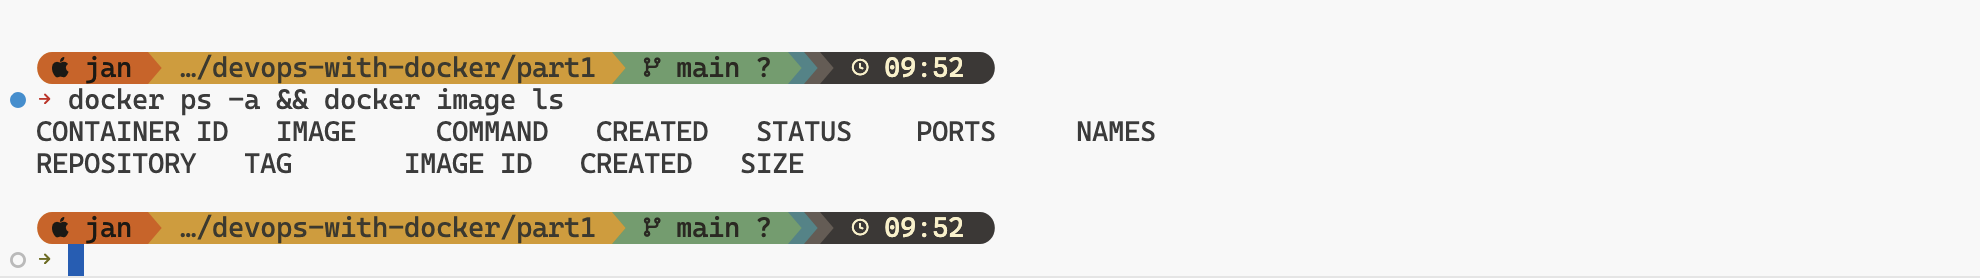 jan …/devops-with-docker/part1 main ? 09:52
→ docker ps -a && docker image ls
CONTAINER ID   IMAGE     COMMAND   CREATED   STATUS    PORTS     NAMES
REPOSITORY   TAG       IMAGE ID   CREATED   SIZE
jan …/devops-with-docker/part1 main ? 09:52
→